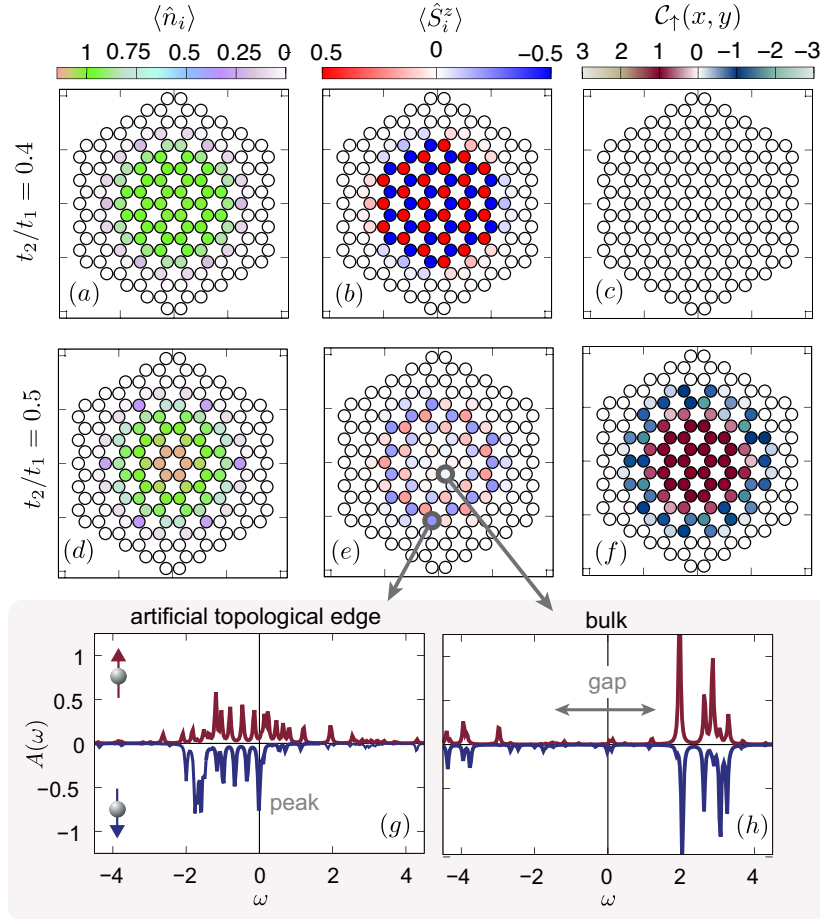 ⟨n̂ᵢ⟩ ⟨Ŝᵢᶻ⟩ 𝒞↑(x, y)
1 0.75 0.5 0.25 0 0.5 0 −0.5 3 2 1 0 −1 −2 −3
t₂/t₁ = 0.4
(a) (b) (c)
t₂/t₁ = 0.5
(d) (e) (f)
artificial topological edge bulk
1
0.5
0
−0.5
−1
A(ω)
gap
peak
(g) (h)
−4 −2 0 2 4 −4 −2 0 2 4
ω ω